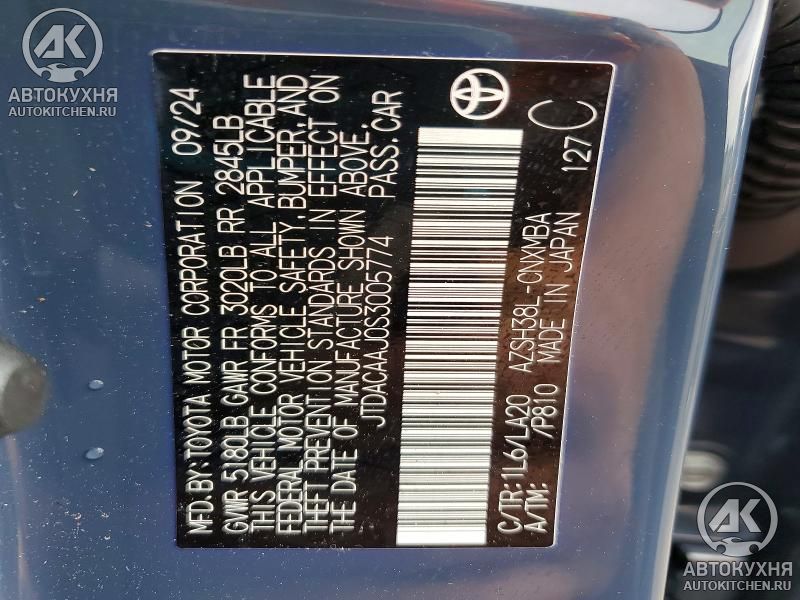 MFD.BY:TOYOTA MOTOR CORPORATION 09/24
GVWR 5180LB GAWR FR 3020LB RR 2845LB
THIS VEHICLE CONFORMS TO ALL APPLICABLE
FEDERAL MOTOR VEHICLE SAFETY,BUMPER,AND
THEFT PREVENTION STANDARDS IN EFFECT ON
THE DATE OF MANUFACTURE SHOWN ABOVE.
JTDACAAJ0S3005774 PASS.CAR
C/TR:1L6/LA20 AZSH38L-CNXMBA
A/TM: /P810 MADE IN JAPAN
127 C
АК
АВТОКУХНЯ
AUTOKITCHEN.RU
АК
АВТОКУХНЯ
AUTOKITCHEN.RU